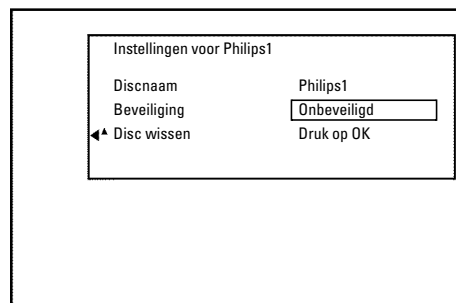 Instellingen voor Philips1
Discnaam Philips1
Beveiliging Onbeveiligd
Disc wissen Druk op OK